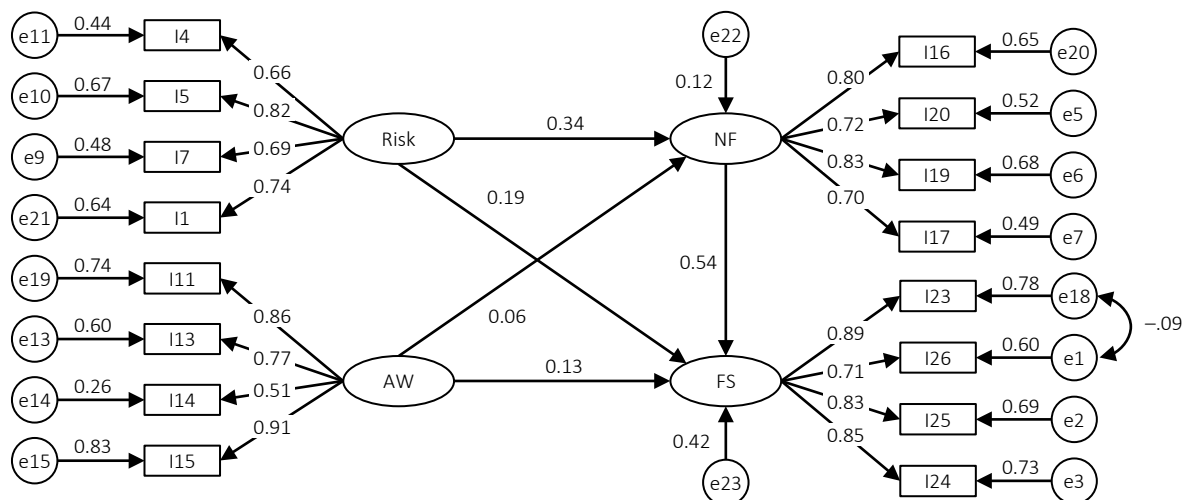 e11 0.44 I4
e10 0.67 I5
e9 0.48 I7
e21 0.64 I1
e19 0.74 I11
e13 0.60 I13
e14 0.26 I14
e15 0.83 I15
0.66
0.82
0.69
0.74
0.86
0.77
0.51
0.91
Risk
AW
0.34
0.19
0.06
0.13
e22
0.12
NF
0.54
FS
0.42
e23
0.80
0.72
0.83
0.70
0.89
0.71
0.83
0.85
I16 0.65 e20
I20 0.52 e5
I19 0.68 e6
I17 0.49 e7
I23 0.78 e18
I26 0.60 e1
I25 0.69 e2
I24 0.73 e3
–.09